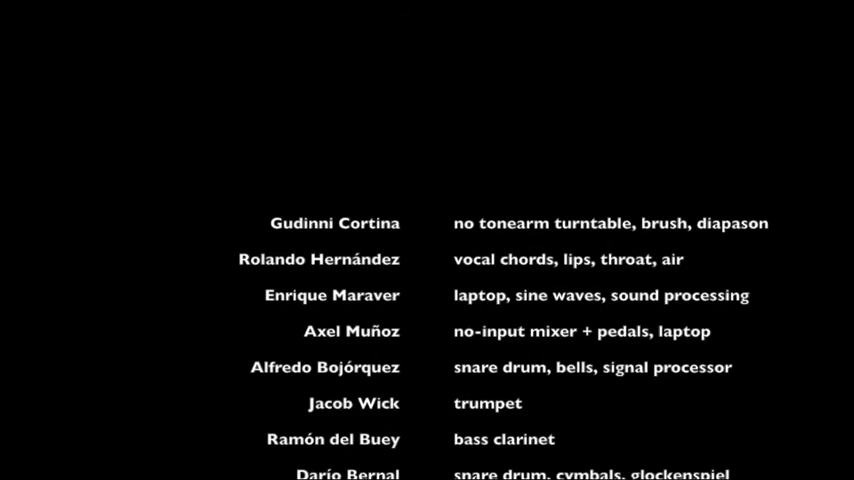 Gudinni Cortina no tonearm turntable, brush, diapason
Rolando Hernández vocal chords, lips, throat, air
Enrique Maraver laptop, sine waves, sound processing
Axel Muñoz no-input mixer + pedals, laptop
Alfredo Bojórquez snare drum, bells, signal processor
Jacob Wick trumpet
Ramón del Buey bass clarinet
Darío Bernal snare drum, cymbals, glockenspiel